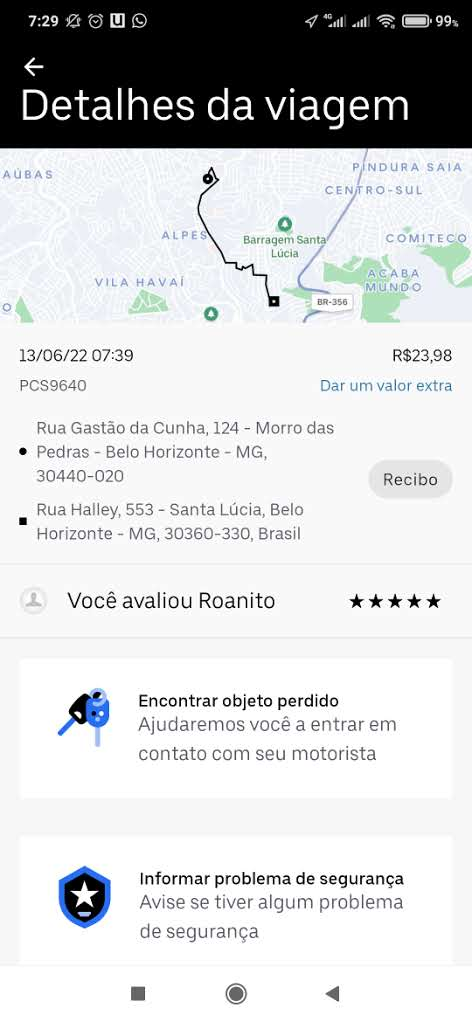 7:29
4G
99%
Detalhes da viagem
AÚBAS
PINDURA SAIA
CENTRO-SUL
ALPES
Barragem Santa
Lúcia
COMITECO
ACABA
MUNDO
VILA HAVAÍ
BR-356
O
13/06/22 07:39
R$23,98
PCS9640
Dar um valor extra
Rua Gastão da Cunha, 124 - Morro das
Pedras - Belo Horizonte - MG,
30440-020
Recibo
Rua Halley, 553 - Santa Lúcia, Belo
Horizonte - MG, 30360-330, Brasil
Você avaliou Roanito
★★★★★
Encontrar objeto perdido
Ajudaremos você a entrar em
contato com seu motorista
Informar problema de segurança
Avise se tiver algum problema
de segurança